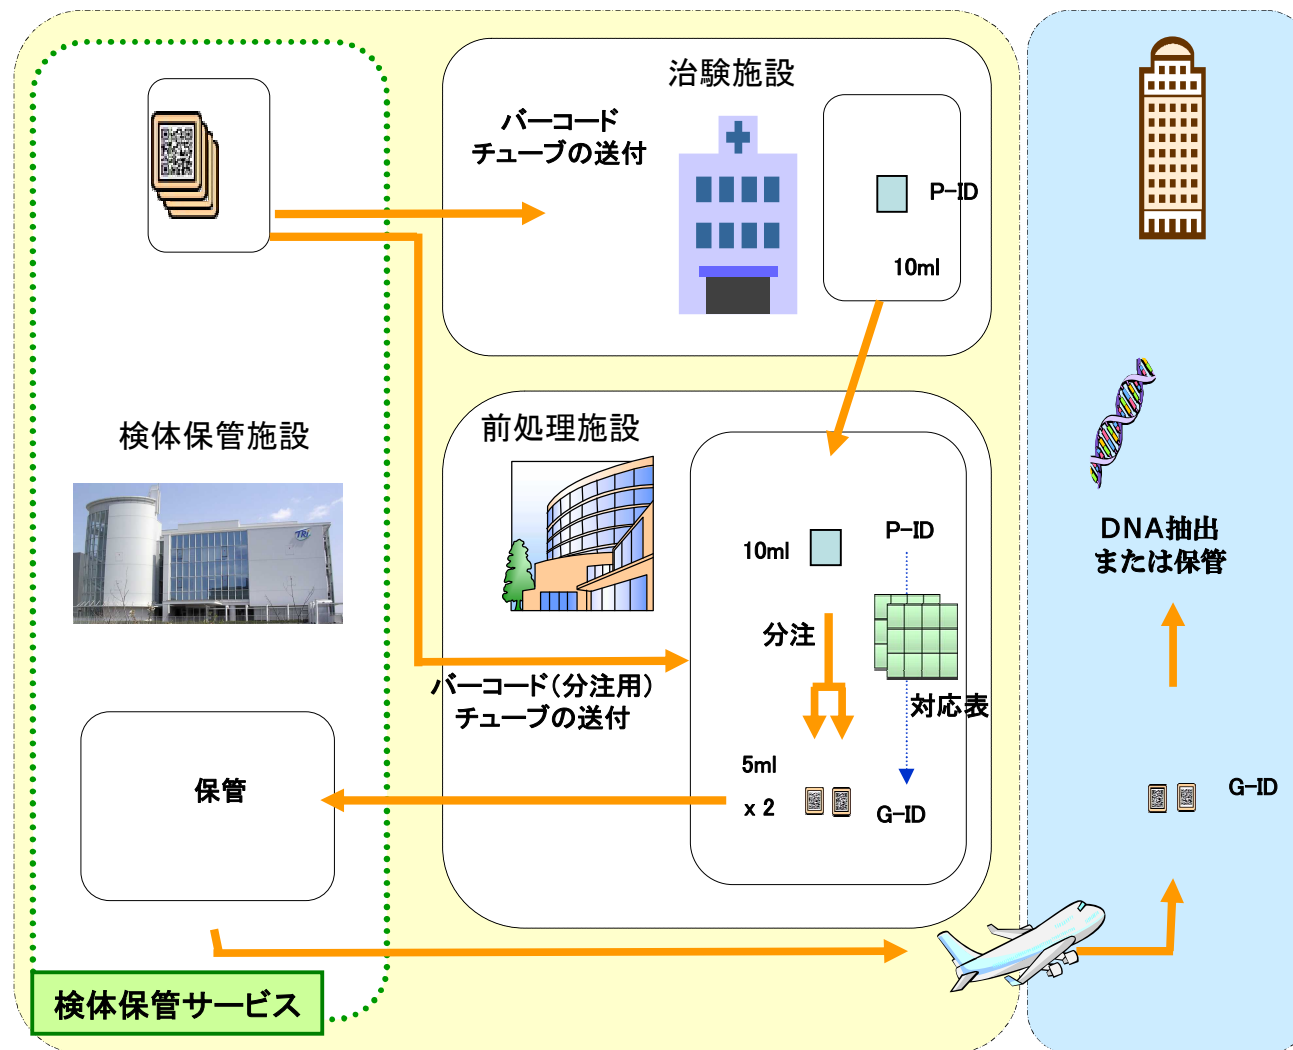 治験施設
バーコード
チューブの送付
P-ID
10ml
検体保管施設
TRi
前処理施設
10ml
P-ID
分注
対応表
バーコード(分注用)
チューブの送付
5ml
x 2
G-ID
保管
検体保管サービス
DNA抽出
または保管
G-ID